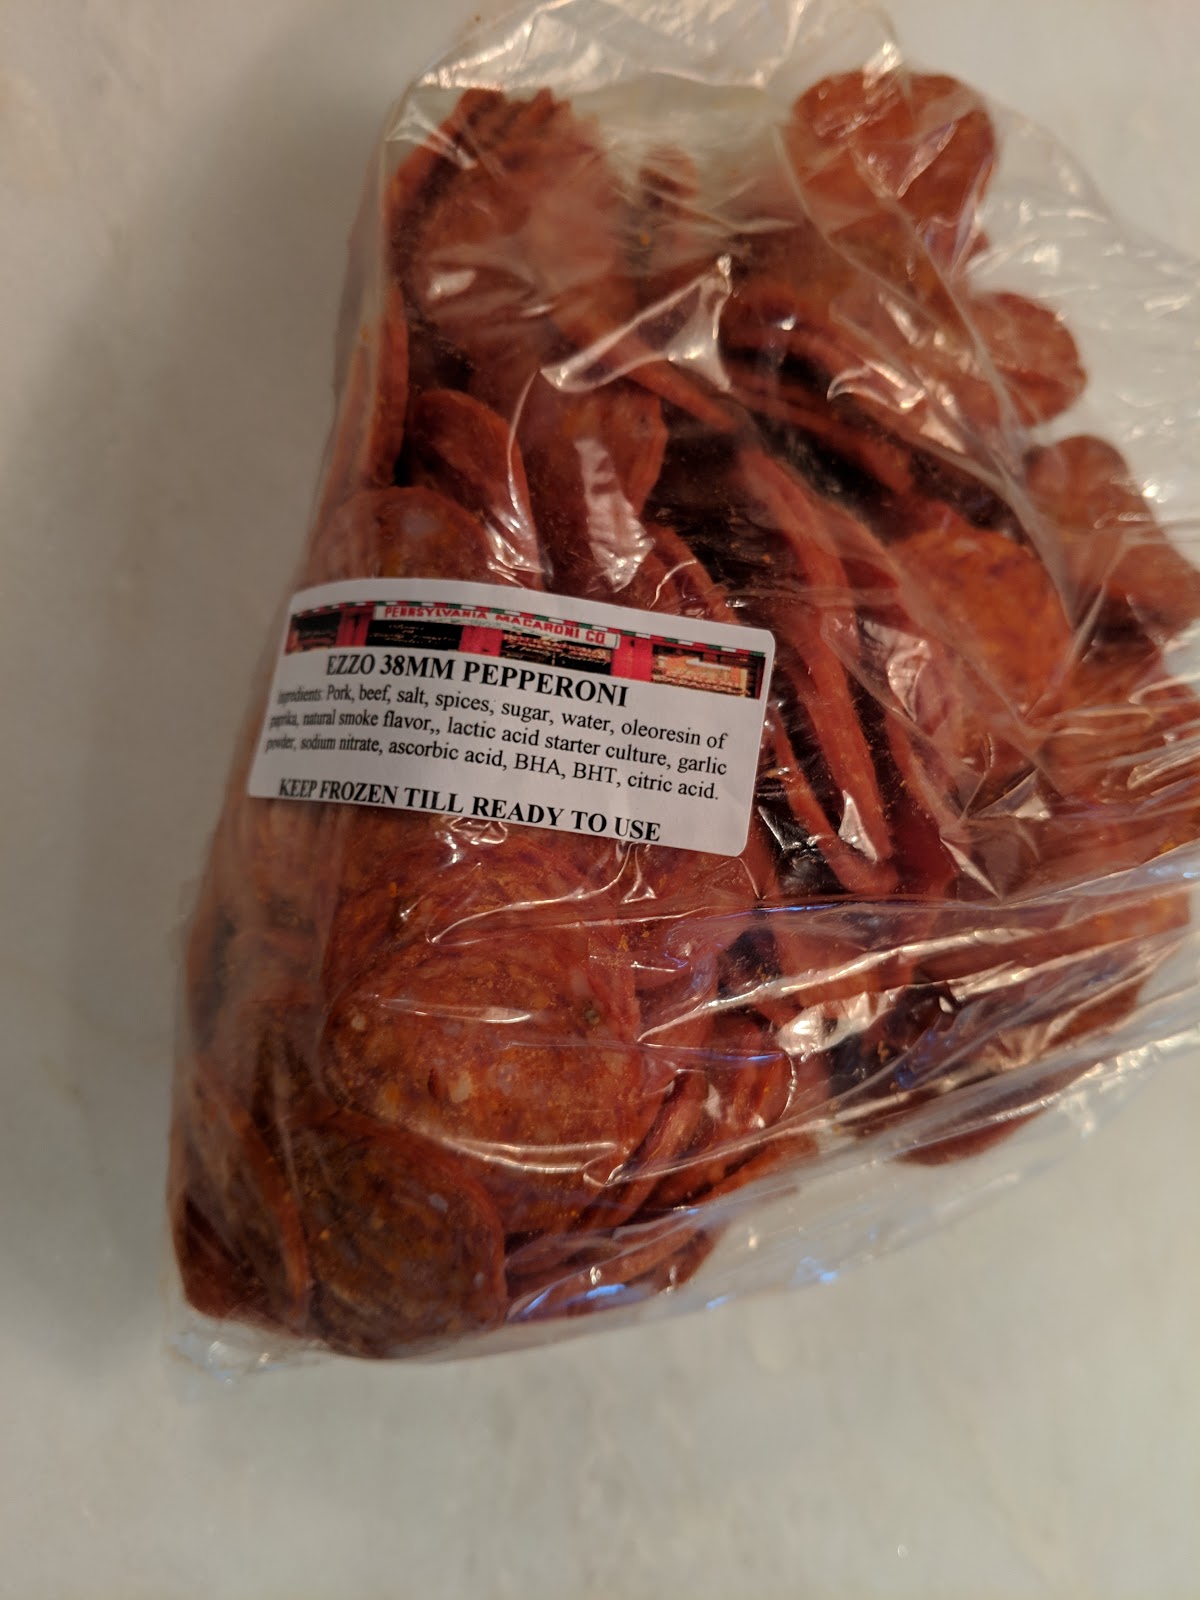 PENNSYLVANIA MACARONI CO
EZZO 38MM PEPPERONI
Ingredients: Pork, beef, salt, spices, sugar, water, oleoresin of
paprika, natural smoke flavor,, lactic acid starter culture, garlic
powder, sodium nitrate, ascorbic acid, BHA, BHT, citric acid.
KEEP FROZEN TILL READY TO USE